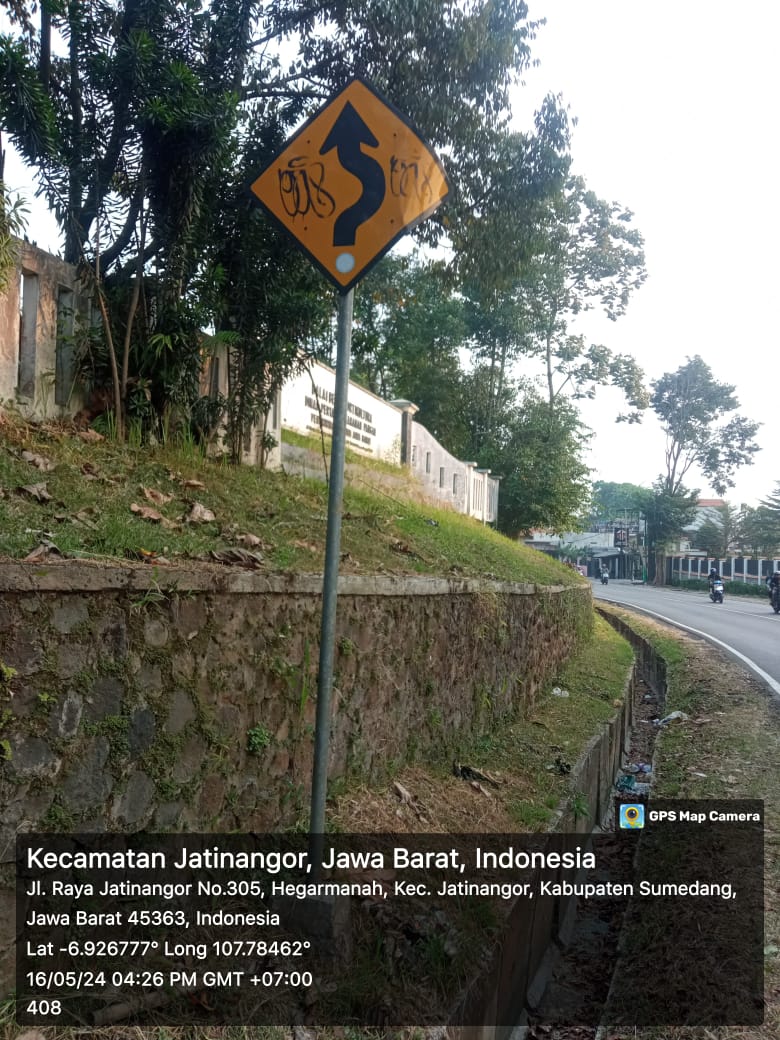 GPS Map Camera
Kecamatan Jatinangor, Jawa Barat, Indonesia
Jl. Raya Jatinangor No.305, Hegarmanah, Kec. Jatinangor, Kabupaten Sumedang,
Jawa Barat 45363, Indonesia
Lat -6.926777° Long 107.78462°
16/05/24 04:26 PM GMT +07:00
408